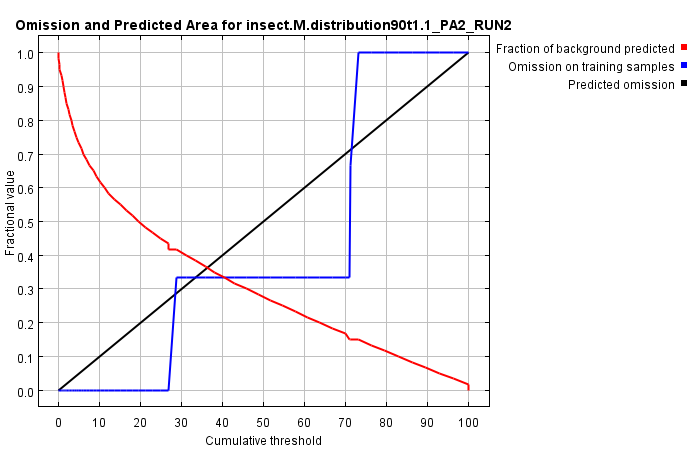 Omission and Predicted Area for insect.M.distribution90t1.1_PA2_RUN2
Fraction of background predicted
Omission on training samples
Predicted omission
Fractional value
1.0
0.9
0.8
0.7
0.6
0.5
0.4
0.3
0.2
0.1
0.0
0 10 20 30 40 50 60 70 80 90 100
Cumulative threshold